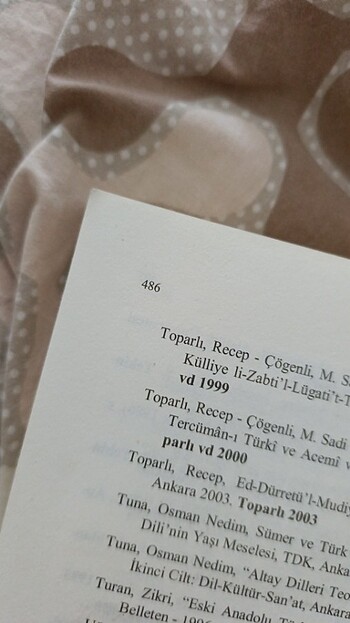 486
Toparlı, Recep - Çögenli, M. S
Külliye li-Zabti'l-Lügati't-T
vd 1999
Toparlı, Recep - Çögenli, M. Sadi
Tercümân-ı Türkî ve Acemî v
parlı vd 2000
Toparlı, Recep, Ed-Dürretü'l-Mudiy
Ankara 2003. Toparlı 2003
Tuna, Osman Nedim, Sümer ve Türk
Dili'nin Yaşı Meselesi, TDK, Anka
Tuna, Osman Nedim, "Altay Dilleri Teo
İkinci Cilt: Dil-Kültür-San'at, Ankara
Turan, Zikri, "Eski Anadolu
Belleten - 1996